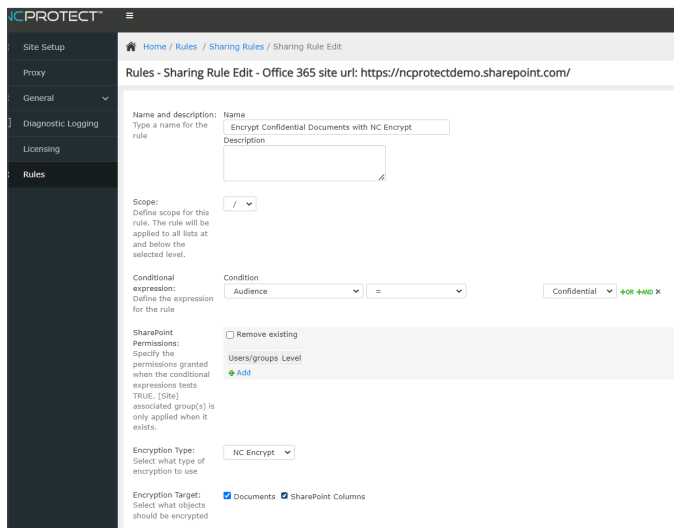 NCPROTECT™
Site Setup
Proxy
General
Diagnostic Logging
Licensing
Rules
Home / Rules / Sharing Rules / Sharing Rule Edit
Rules - Sharing Rule Edit - Office 365 site url: https://ncprotectdemo.sharepoint.com/
Name and description:
Type a name for the
rule
Name
Encrypt Confidential Documents with NC Encrypt
Description
Scope:
Define scope for this
rule. The rule will be
applied to all lists at
and below the
selected level.
/
Conditional
expression:
Define the expression
for the rule
Condition
Audience = Confidential +OR +AND X
SharePoint
Permissions:
Specify the
permissions granted
when the conditional
expressions tests
TRUE. [Site]
associated group(s) is
only applied when it
exists.
Remove existing
Users/groups Level
+ Add
Encryption Type:
Select what type of
encryption to use
NC Encrypt
Encryption Target:
Select what objects
should be encrypted
Documents SharePoint Columns